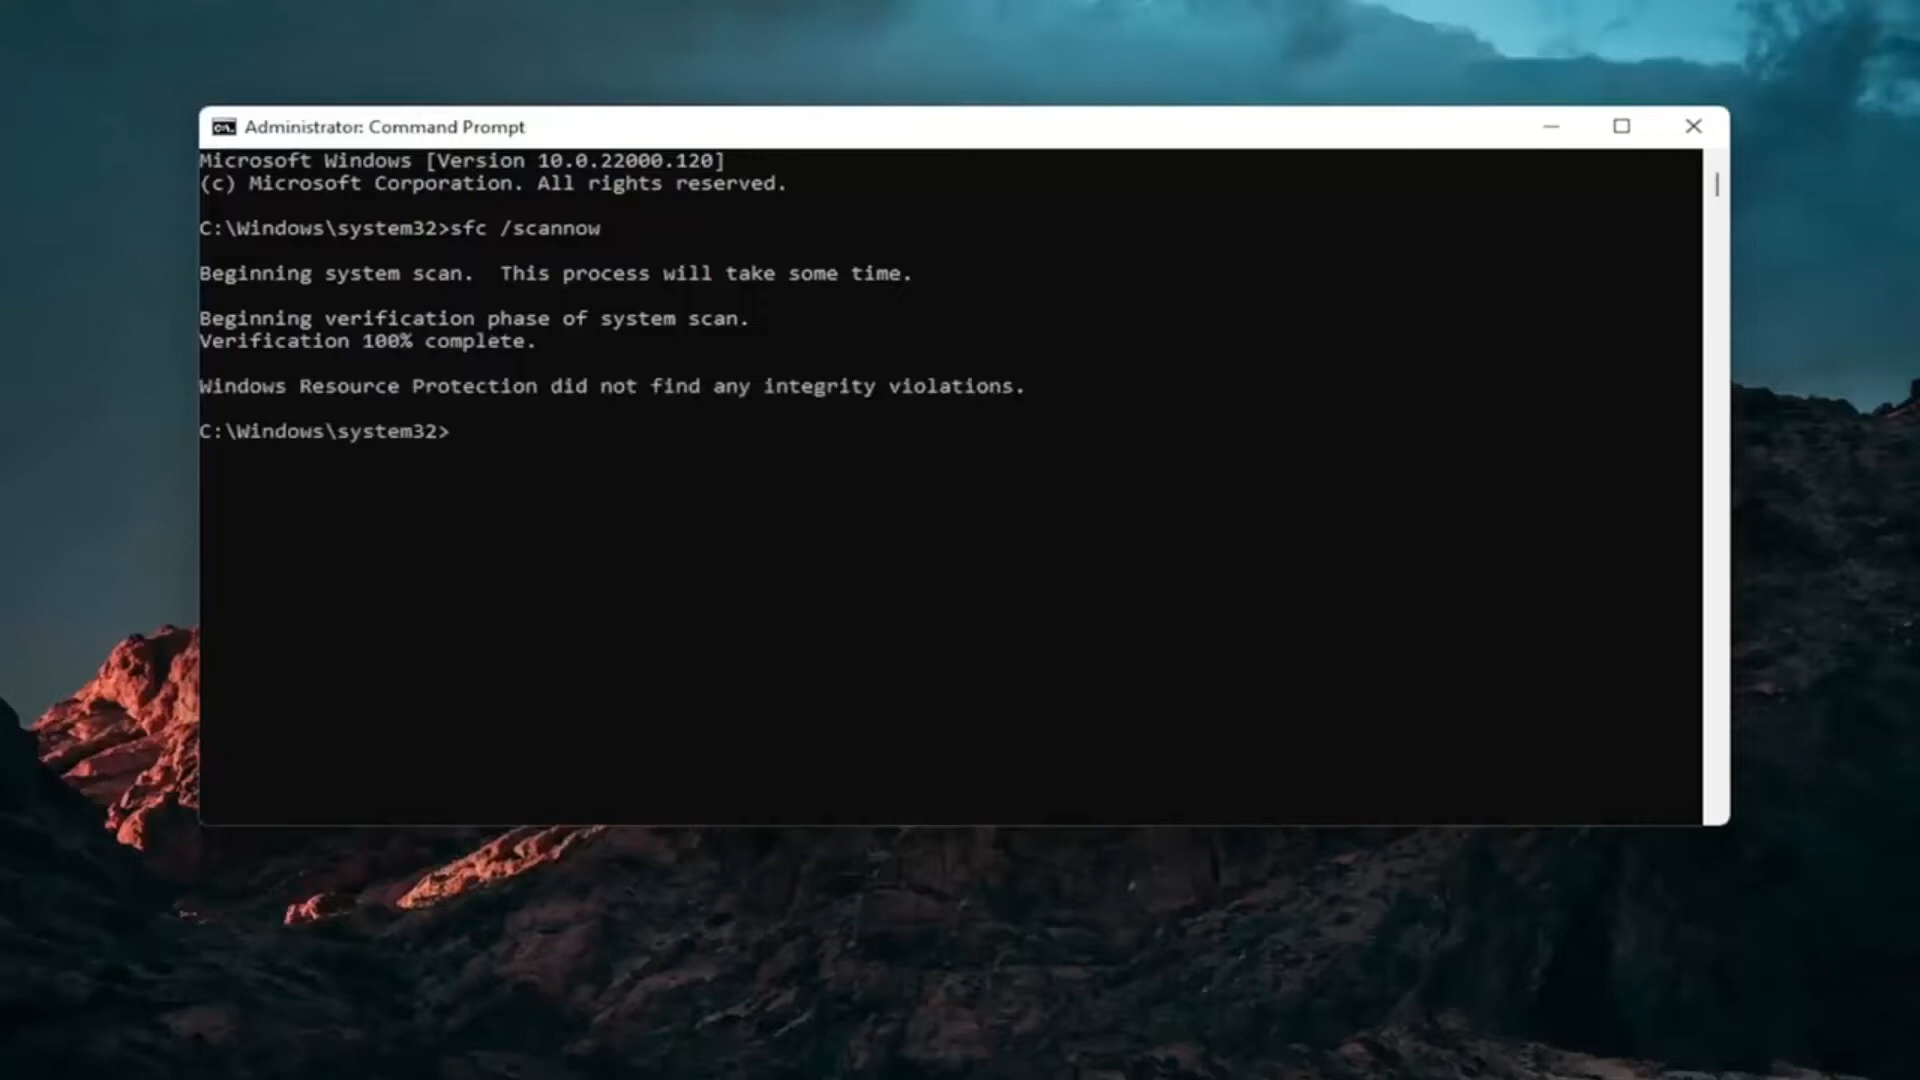 Administrator: Command Prompt
Microsoft Windows [Version 10.0.22000.120]
(c) Microsoft Corporation. All rights reserved.
C:\Windows\system32>sfc /scannow
Beginning system scan.  This process will take some time.
Beginning verification phase of system scan.
Verification 100% complete.
Windows Resource Protection did not find any integrity violations.
C:\Windows\system32>